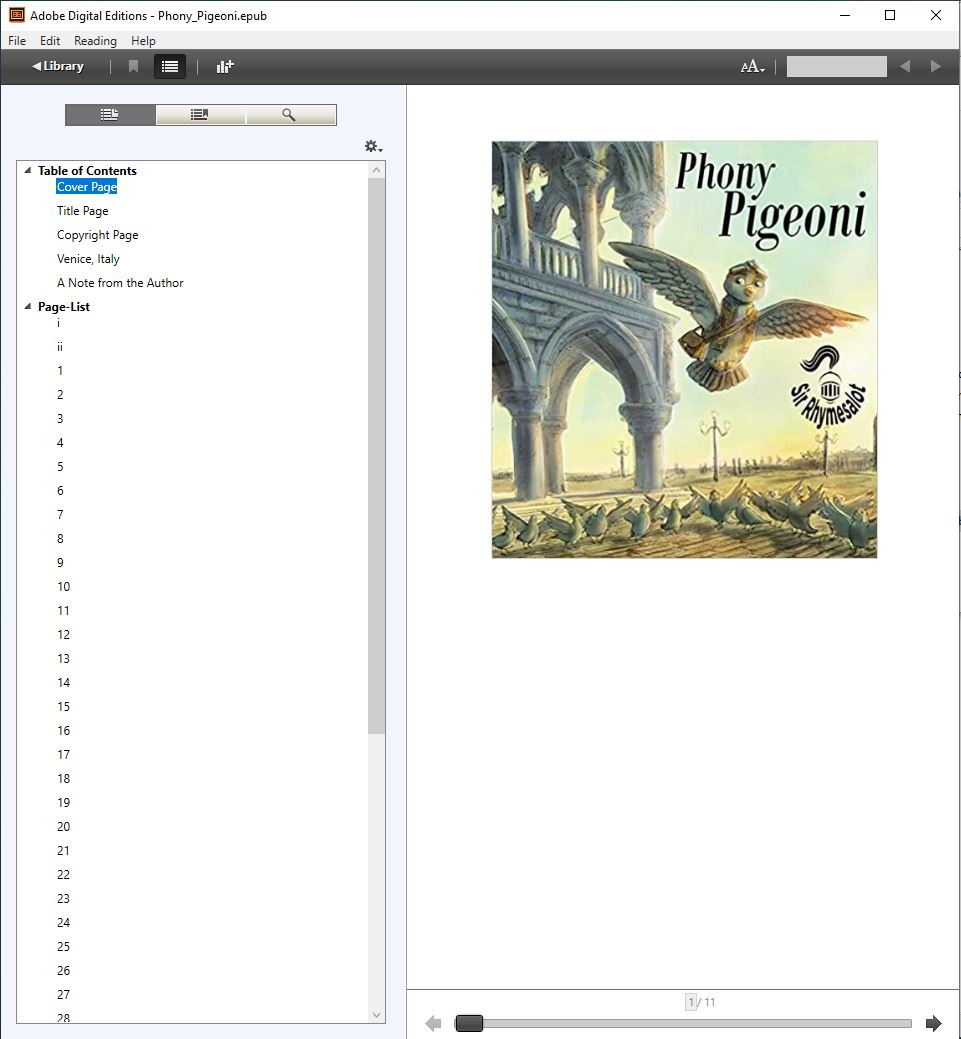 Adobe Digital Editions - Phony_Pigeoni.epub
File Edit Reading Help
Library
AA
Table of Contents
Cover Page
Title Page
Copyright Page
Venice, Italy
A Note from the Author
Page-List
i
ii
1
2
3
4
5
6
7
8
9
10
11
12
13
14
15
16
17
18
19
20
21
22
23
24
25
26
27
28
Phony
Pigeoni
Sir Rhymesalot
1 / 11